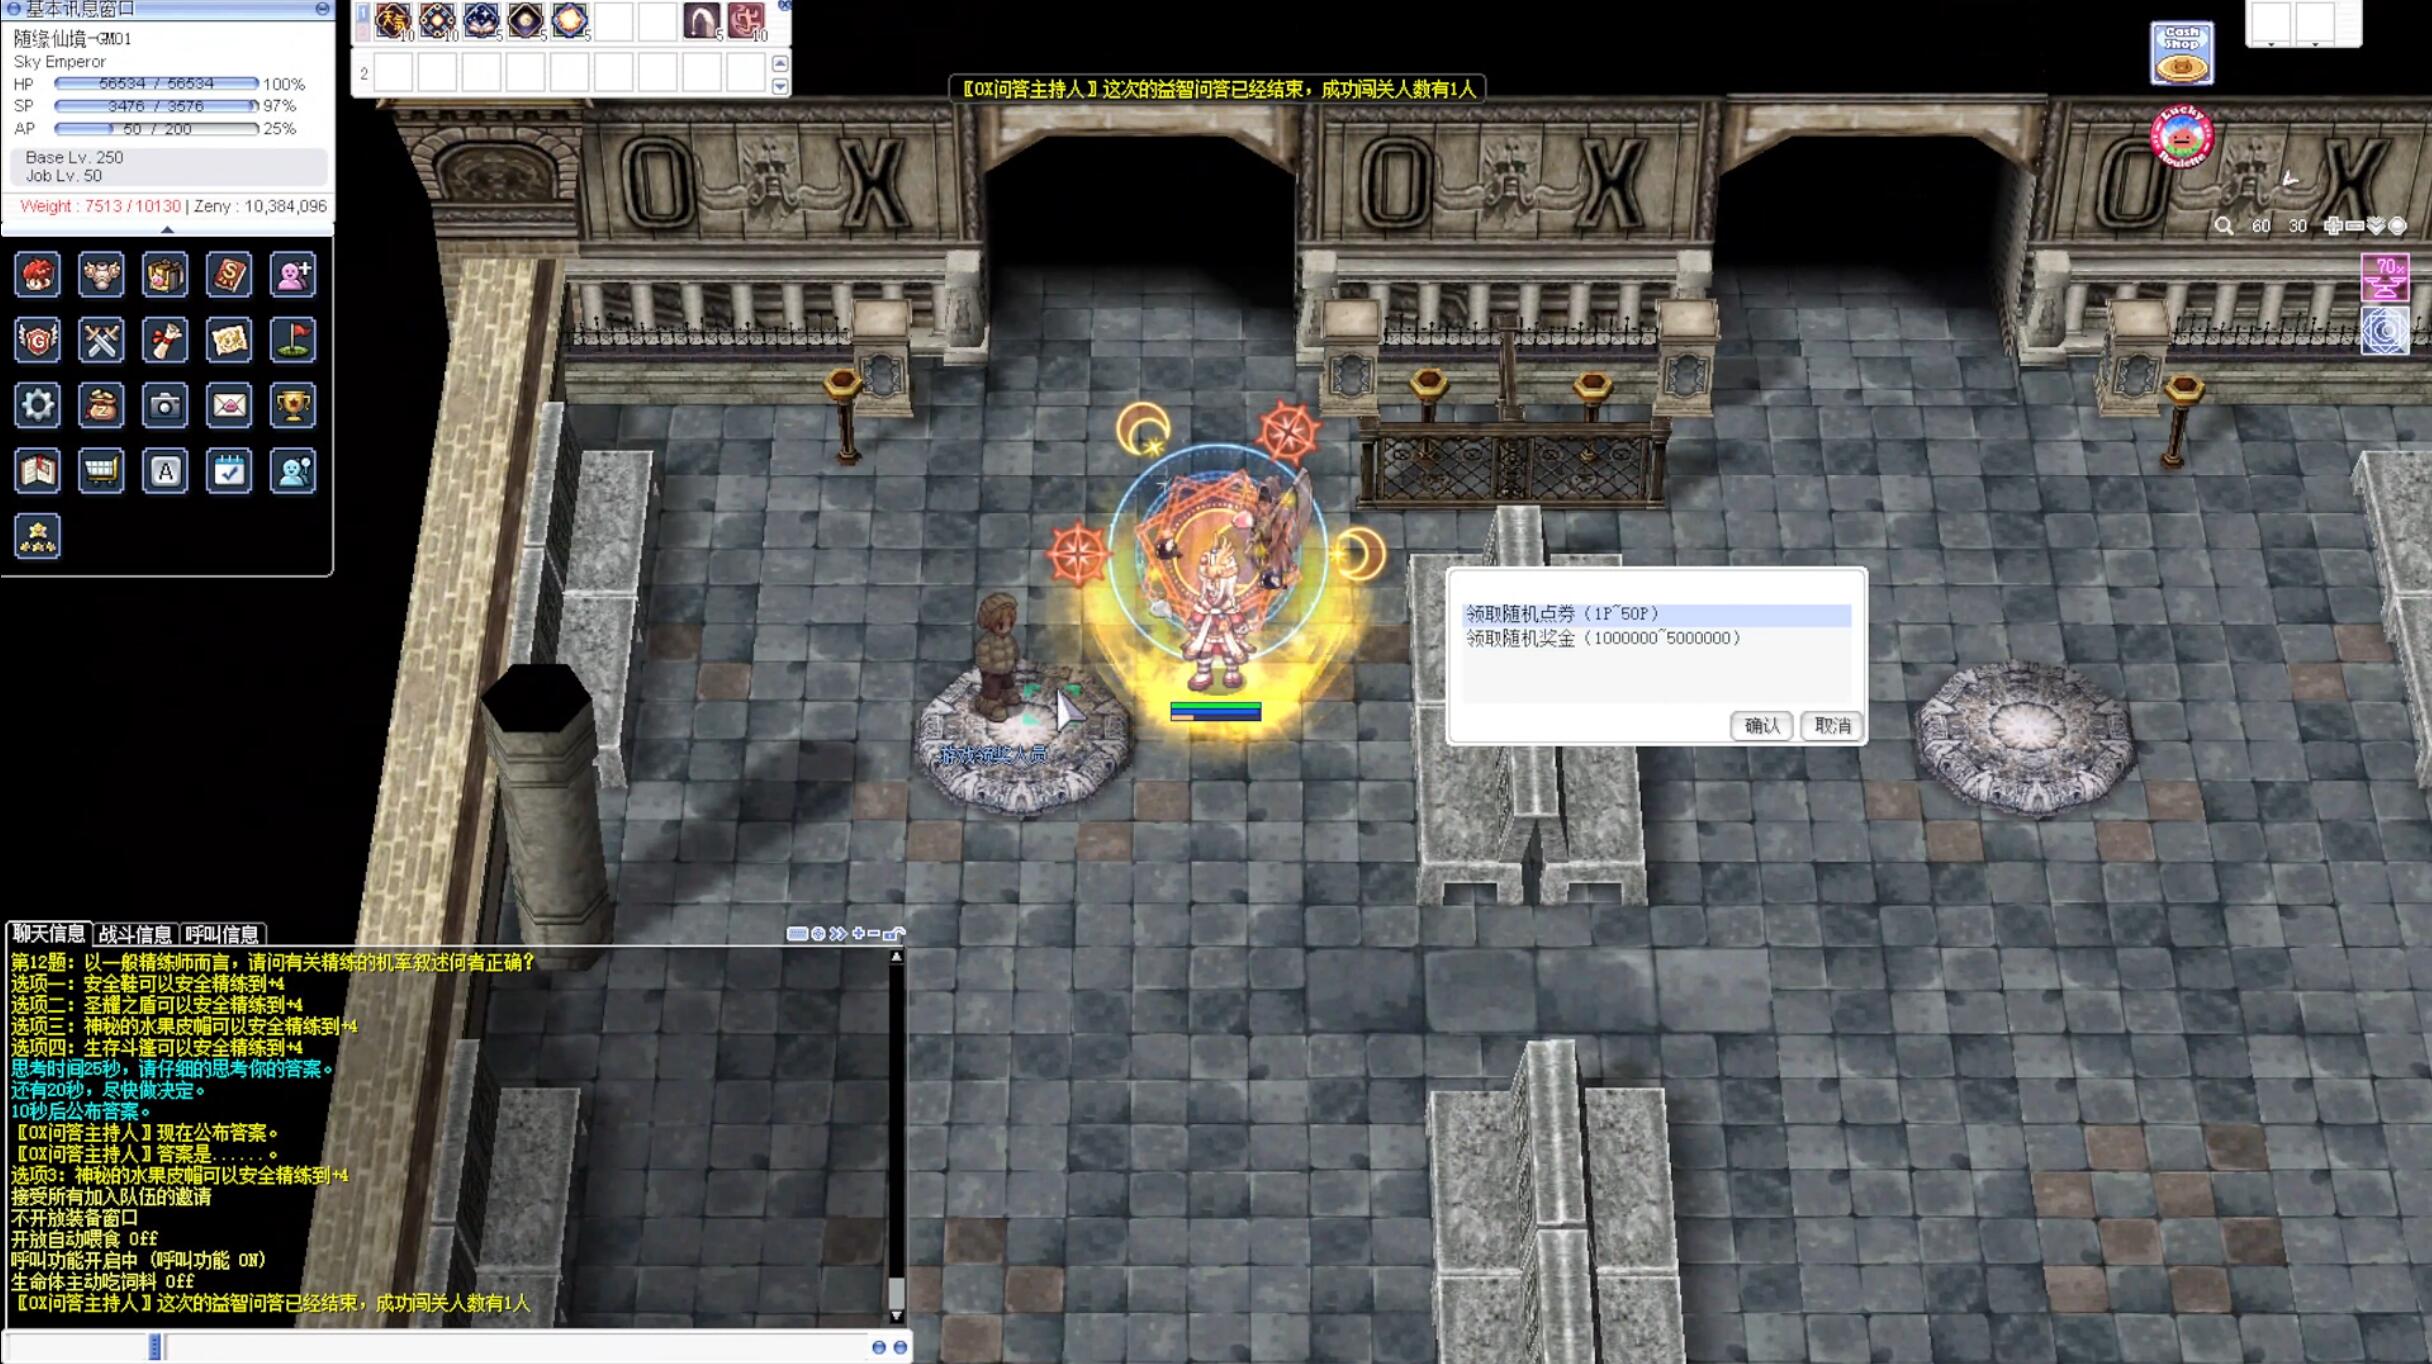 基本讯息窗口
随缘仙境-GM01
Sky Emperor
HP 56534 / 56534 100%
SP 3476 / 3576 97%
AP 50 / 200 25%
Base Lv. 250
Job Lv. 50
Weight : 7513 / 10130 | Zeny : 10,384,096
10 10 5 5 5 5 10
2
Cash Shop
【OX问答主持人】这次的益智问答已经结束，成功闯关人数有1人
Lucky Roulette
O X O X O X
60 30
70%
领取随机点券（1P~50P）
领取随机奖金（1000000~5000000）
确认 取消
游戏领奖人员
聊天信息 战斗信息 呼叫信息
第12题：以一般精练师而言，请问有关精练的机率叙述何者正确？
选项一：安全鞋可以安全精练到+4
选项二：圣耀之盾可以安全精练到+4
选项三：神秘的水果皮帽可以安全精练到+4
选项四：生存斗篷可以安全精练到+4
思考时间25秒，请仔细的思考你的答案。
还有20秒，尽快做决定。
10秒后公布答案。
【OX问答主持人】现在公布答案。
【OX问答主持人】答案是......。
选项3：神秘的水果皮帽可以安全精练到+4
接受所有加入队伍的邀请
不开放装备窗口
开放自动喂食 Off
呼叫功能开启中（呼叫功能 ON）
生命体主动吃饲料 Off
【OX问答主持人】这次的益智问答已经结束，成功闯关人数有1人